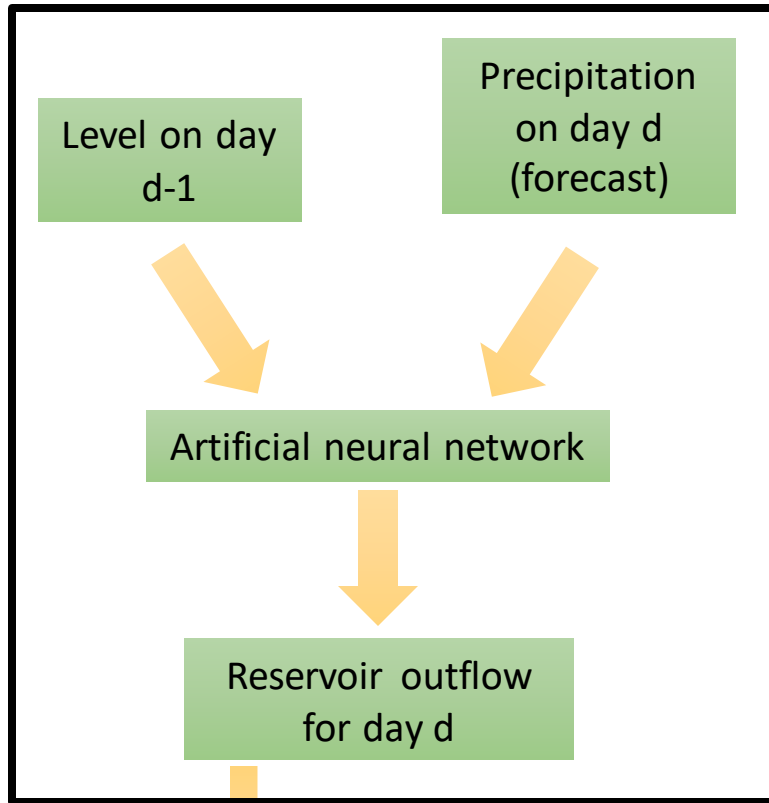 Level on day
d-1
Precipitation
on day d
(forecast)
Artificial neural network
Reservoir outflow
for day d